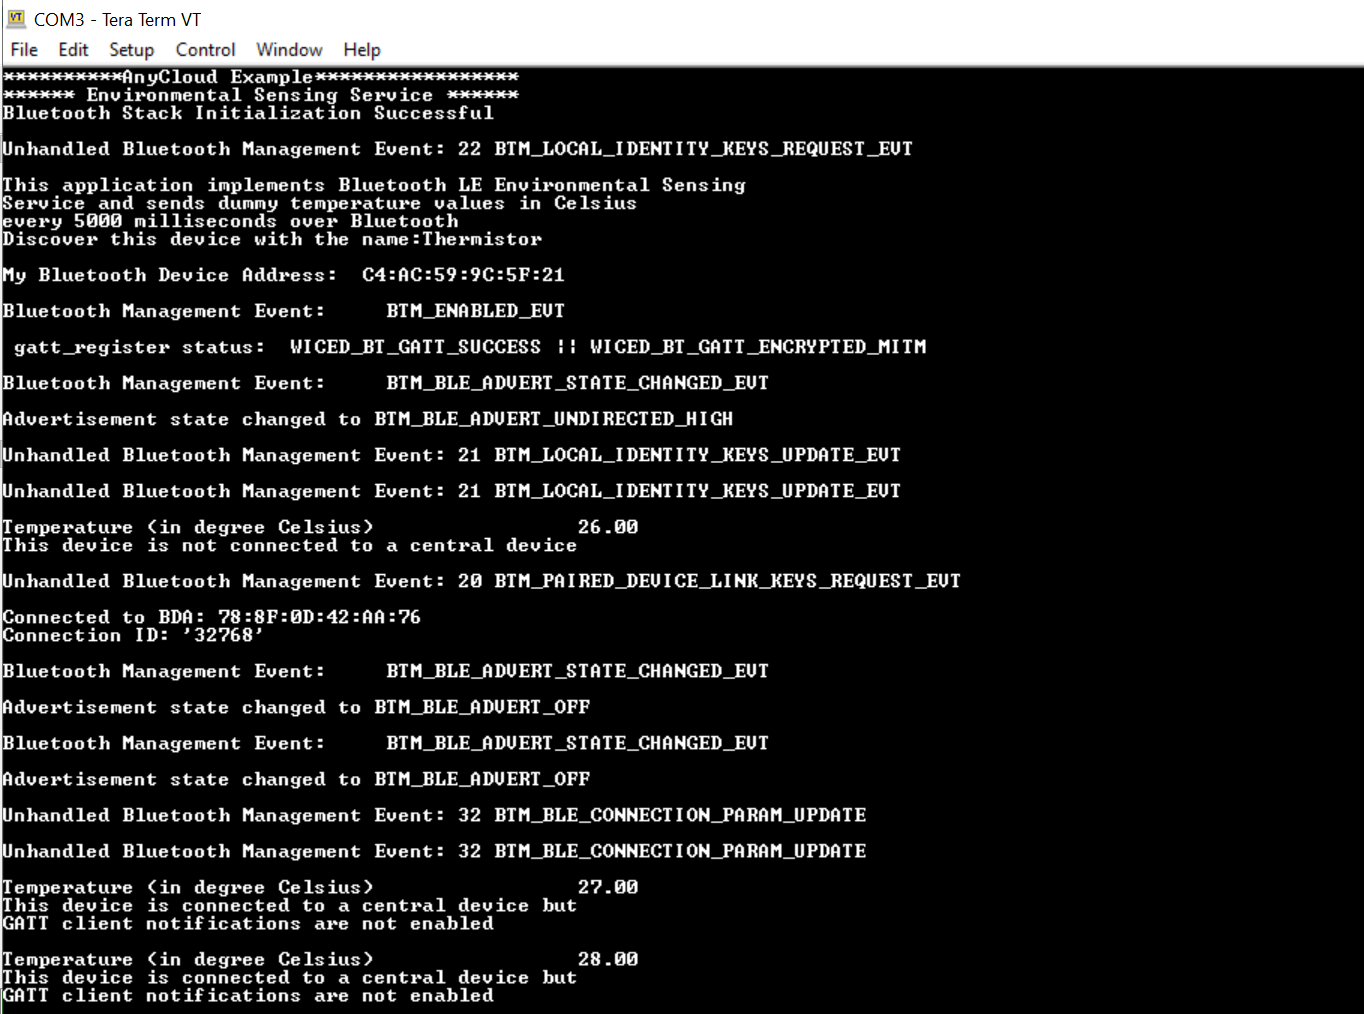 COM3 - Tera Term VT
File Edit Setup Control Window Help
**********AnyCloud Example*****************
****** Environmental Sensing Service ******
Bluetooth Stack Initialization Successful
Unhandled Bluetooth Management Event: 22 BTM_LOCAL_IDENTITY_KEYS_REQUEST_EVT
This application implements Bluetooth LE Environmental Sensing
Service and sends dummy temperature values in Celsius
every 5000 milliseconds over Bluetooth
Discover this device with the name:Thermistor
My Bluetooth Device Address:  C4:AC:59:9C:5F:21
Bluetooth Management Event:     BTM_ENABLED_EVT
gatt_register status:  WICED_BT_GATT_SUCCESS || WICED_BT_GATT_ENCRYPTED_MITM
Bluetooth Management Event:     BTM_BLE_ADVERT_STATE_CHANGED_EVT
Advertisement state changed to BTM_BLE_ADVERT_UNDIRECTED_HIGH
Unhandled Bluetooth Management Event: 21 BTM_LOCAL_IDENTITY_KEYS_UPDATE_EVT
Unhandled Bluetooth Management Event: 21 BTM_LOCAL_IDENTITY_KEYS_UPDATE_EVT
Temperature (in degree Celsius)                 26.00
This device is not connected to a central device
Unhandled Bluetooth Management Event: 20 BTM_PAIRED_DEVICE_LINK_KEYS_REQUEST_EVT
Connected to BDA: 78:8F:0D:42:AA:76
Connection ID: '32768'
Bluetooth Management Event:     BTM_BLE_ADVERT_STATE_CHANGED_EVT
Advertisement state changed to BTM_BLE_ADVERT_OFF
Bluetooth Management Event:     BTM_BLE_ADVERT_STATE_CHANGED_EVT
Advertisement state changed to BTM_BLE_ADVERT_OFF
Unhandled Bluetooth Management Event: 32 BTM_BLE_CONNECTION_PARAM_UPDATE
Unhandled Bluetooth Management Event: 32 BTM_BLE_CONNECTION_PARAM_UPDATE
Temperature (in degree Celsius)                 27.00
This device is connected to a central device but
GATT client notifications are not enabled
Temperature (in degree Celsius)                 28.00
This device is connected to a central device but
GATT client notifications are not enabled